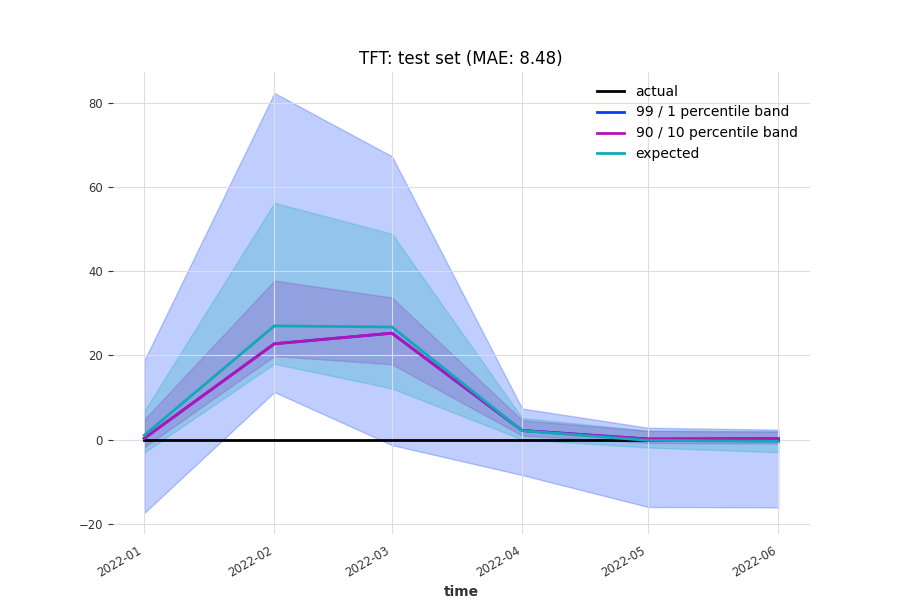 TFT: test set (MAE: 8.48)
actual
99 / 1 percentile band
90 / 10 percentile band
expected
80
60
40
20
0
−20
2022-01
2022-02
2022-03
2022-04
2022-05
2022-06
time